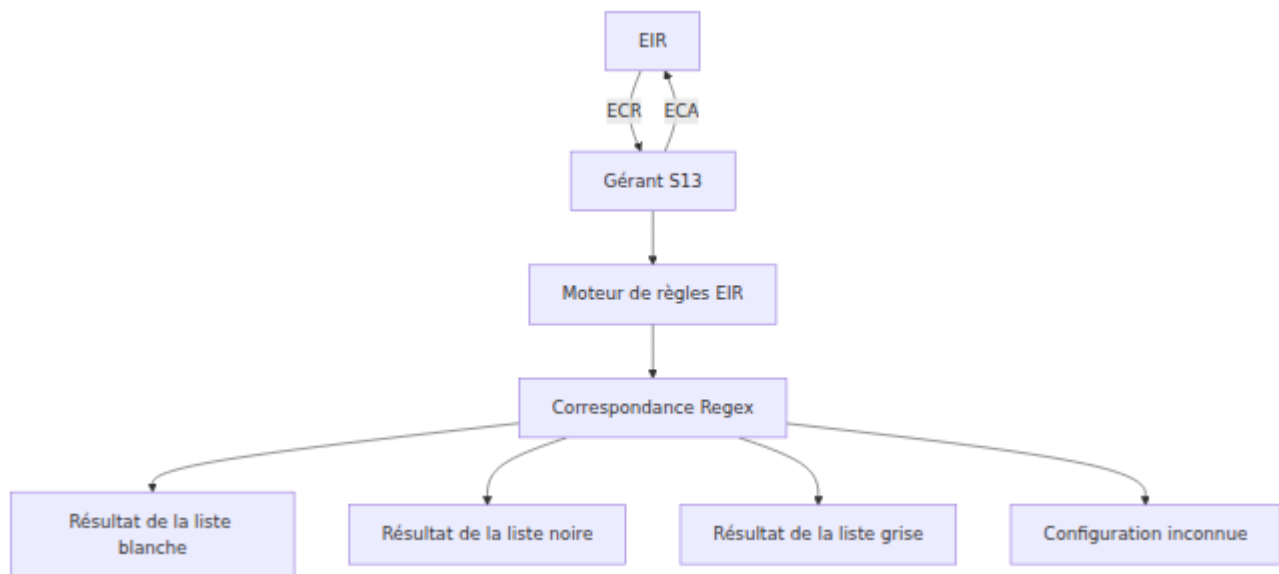 EIR
ECR
ECA
Gérant S13
Moteur de règles EIR
Correspondance Regex
Résultat de la liste
blanche
Résultat de la liste noire
Résultat de la liste grise
Configuration inconnue